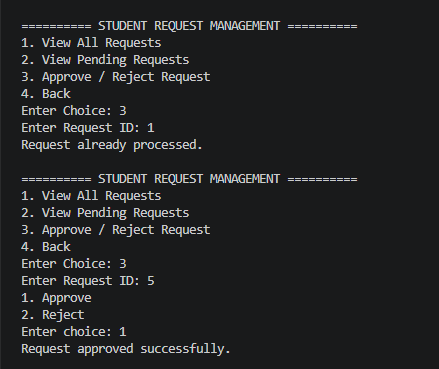 ========== STUDENT REQUEST MANAGEMENT ==========
1. View All Requests
2. View Pending Requests
3. Approve / Reject Request
4. Back
Enter Choice: 3
Enter Request ID: 1
Request already processed.
========== STUDENT REQUEST MANAGEMENT ==========
1. View All Requests
2. View Pending Requests
3. Approve / Reject Request
4. Back
Enter Choice: 3
Enter Request ID: 5
1. Approve
2. Reject
Enter choice: 1
Request approved successfully.